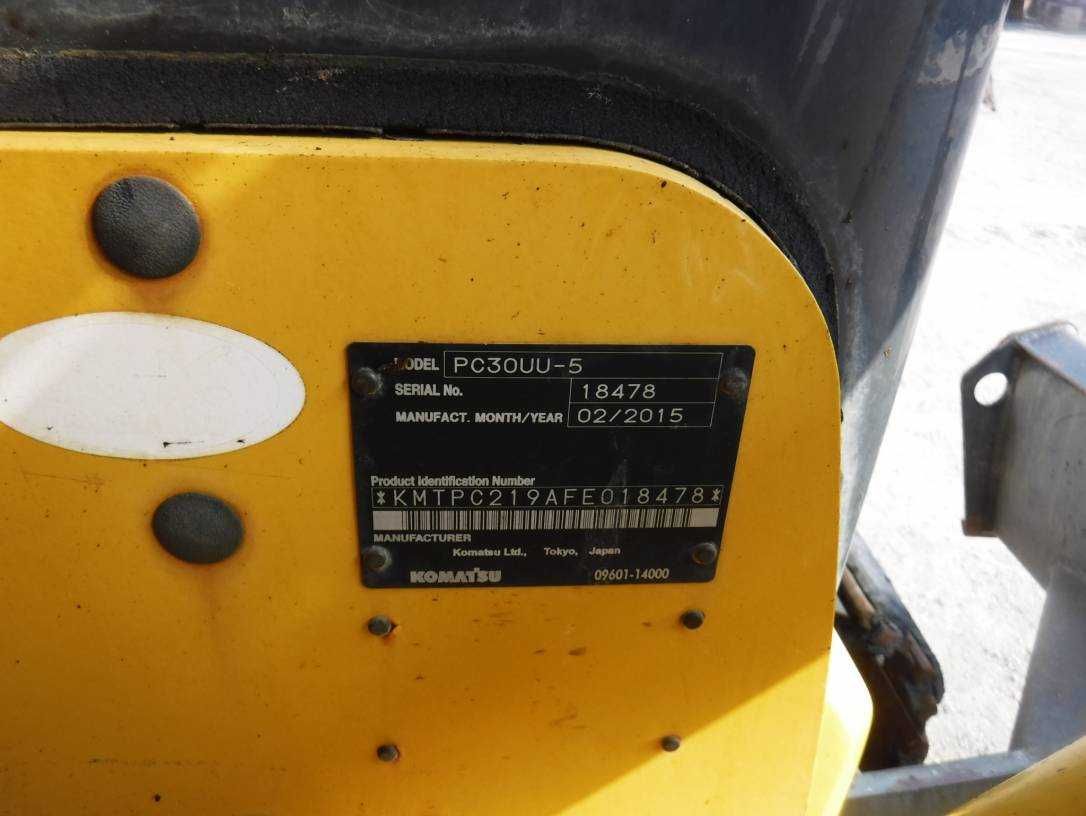 MODEL PC30UU-5
SERIAL No. 18478
MANUFACT. MONTH/YEAR 02/2015
Product Identification Number
*KMTPC219AFE018478*
MANUFACTURER
Komatsu Ltd., Tokyo, Japan
KOMATSU 09601-14000